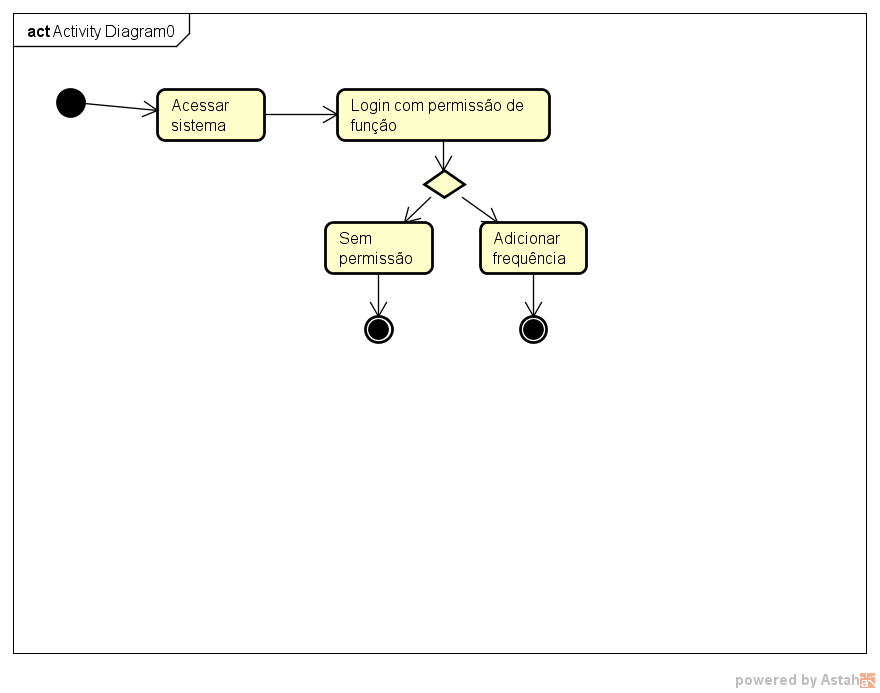 act Activity Diagram0
Acessar
sistema
Login com permissão de
função
Sem
permissão
Adicionar
frequência
powered by Astah